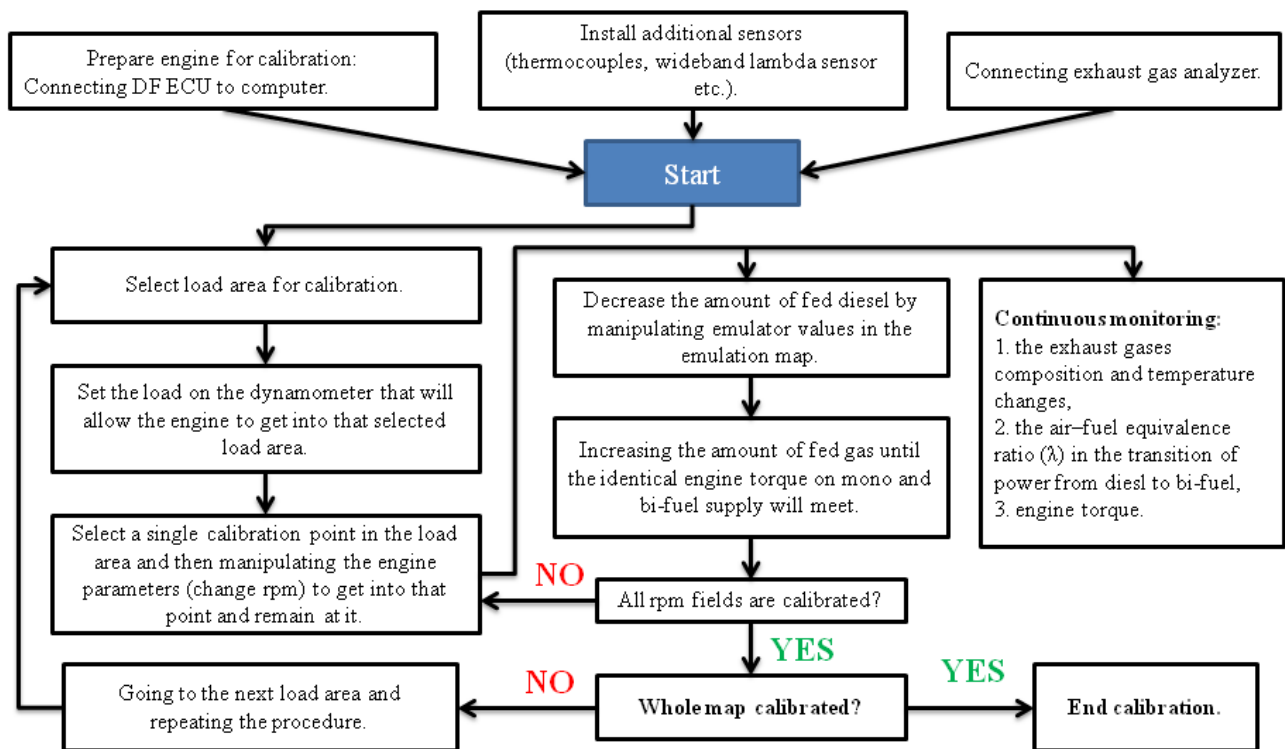 Prepare engine for calibration:
Connecting DF ECU to computer.
Install additional sensors
(thermocouples, wideband lambda sensor
etc.).
Connecting exhaust gas analyzer.
Start
Select load area for calibration.
Set the load on the dynamometer that will
allow the engine to get into that selected
load area.
Select a single calibration point in the load
area and then manipulating the engine
parameters (change rpm) to get into that
point and remain at it.
Decrease the amount of fed diesel by
manipulating emulator values in the
emulation map.
Increasing the amount of fed gas until
the identical engine torque on mono and
bi-fuel supply will meet.
Continuous monitoring:
1. the exhaust gases
composition and temperature
changes,
2. the air–fuel equivalence
ratio (λ) in the transition of
power from diesl to bi-fuel,
3. engine torque.
NO
All rpm fields are calibrated?
YES
Going to the next load area and
repeating the procedure.
NO
Whole map calibrated?
YES
End calibration.